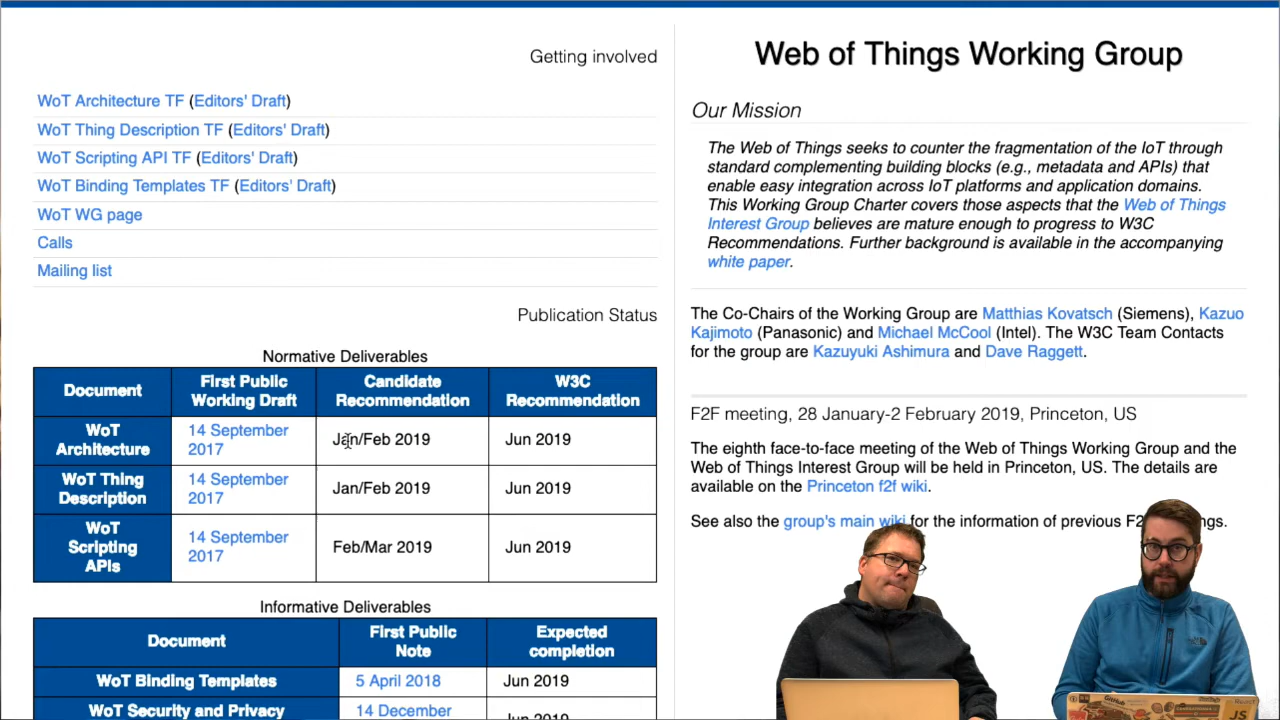 Getting involved
WoT Architecture TF (Editors' Draft)
WoT Thing Description TF (Editors' Draft)
WoT Scripting API TF (Editors' Draft)
WoT Binding Templates TF (Editors' Draft)
WoT WG page
Calls
Mailing list
Publication Status
Normative Deliverables
Document
First Public
Working Draft
Candidate
Recommendation
W3C
Recommendation
WoT
Architecture
14 September
2017
Jan/Feb 2019
Jun 2019
WoT Thing
Description
14 September
2017
Jan/Feb 2019
Jun 2019
WoT
Scripting
APIs
14 September
2017
Feb/Mar 2019
Jun 2019
Informative Deliverables
Document
First Public
Note
Expected
completion
WoT Binding Templates
5 April 2018
Jun 2019
WoT Security and Privacy
14 December
Jun 2019
Web of Things Working Group
Our Mission
The Web of Things seeks to counter the fragmentation of the IoT through
standard complementing building blocks (e.g., metadata and APIs) that
enable easy integration across IoT platforms and application domains.
This Working Group Charter covers those aspects that the Web of Things
Interest Group believes are mature enough to progress to W3C
Recommendations. Further background is available in the accompanying
white paper.
The Co-Chairs of the Working Group are Matthias Kovatsch (Siemens), Kazuo
Kajimoto (Panasonic) and Michael McCool (Intel). The W3C Team Contacts
for the group are Kazuyuki Ashimura and Dave Raggett.
F2F meeting, 28 January-2 February 2019, Princeton, US
The eighth face-to-face meeting of the Web of Things Working Group and the
Web of Things Interest Group will be held in Princeton, US. The details are
available on the Princeton f2f wiki.
See also the group's main wiki for the information of previous
GitHub
JS